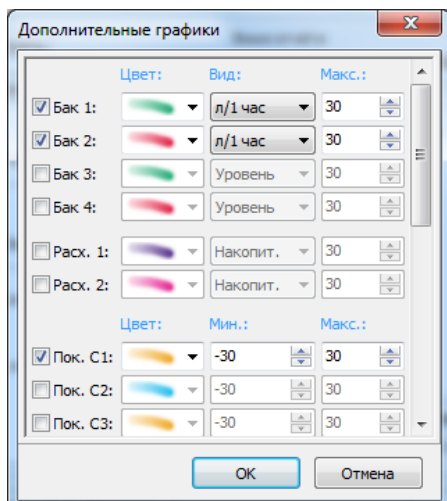 Дополнительные графики
Цвет: Вид: Макс.:
Бак 1: л/1 час 30
Бак 2: л/1 час 30
Бак 3: Уровень 30
Бак 4: Уровень 30
Расх. 1: Накопит. 30
Расх. 2: Накопит. 30
Цвет: Мин.: Макс.:
Пок. С1: -30 30
Пок. С2: -30 30
Пок. С3: -30 30
OK Отмена